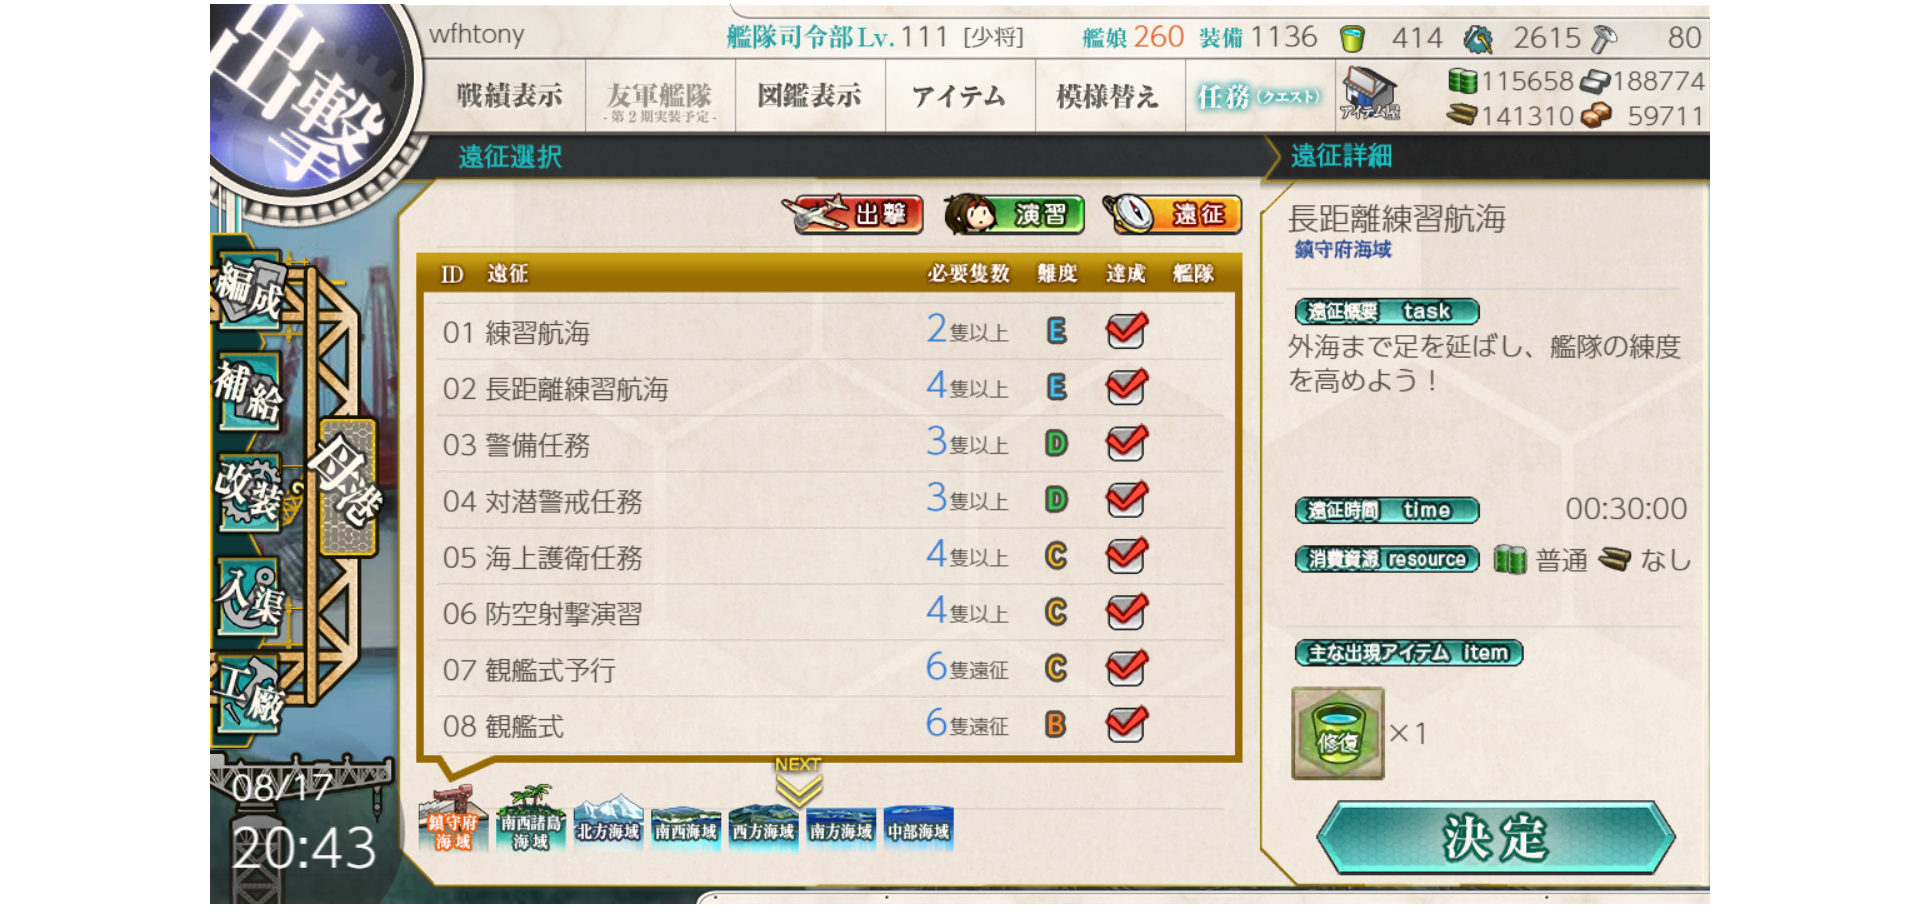 出撃
wfhtony
艦隊司令部Lv.111 [少将]
艦娘 260 装備 1136 414 2615 80
戦績表示
友軍艦隊
-第2期実装予定-
図鑑表示
アイテム
模様替え
任務(クエスト)
アイテム屋
115658 188774
141310 59711
遠征選択
遠征詳細
出撃 演習 遠征
ID 遠征 必要隻数 難度 達成 艦隊
01 練習航海 2隻以上 E
02 長距離練習航海 4隻以上 E
03 警備任務 3隻以上 D
04 対潜警戒任務 3隻以上 D
05 海上護衛任務 4隻以上 C
06 防空射撃演習 4隻以上 C
07 観艦式予行 6隻遠征 C
08 観艦式 6隻遠征 B
NEXT
鎮守府海域
南西諸島海域
北方海域
南西海域
西方海域
南方海域
中部海域
長距離練習航海
鎮守府海域
遠征概要 task
外海まで足を延ばし、艦隊の練度
を高めよう！
遠征時間 time 00:30:00
消費資源 resource 普通 なし
主な出現アイテム item
修復
×1
決定
編成
補給
改装
入渠
工廠
母港
08/17
20:43